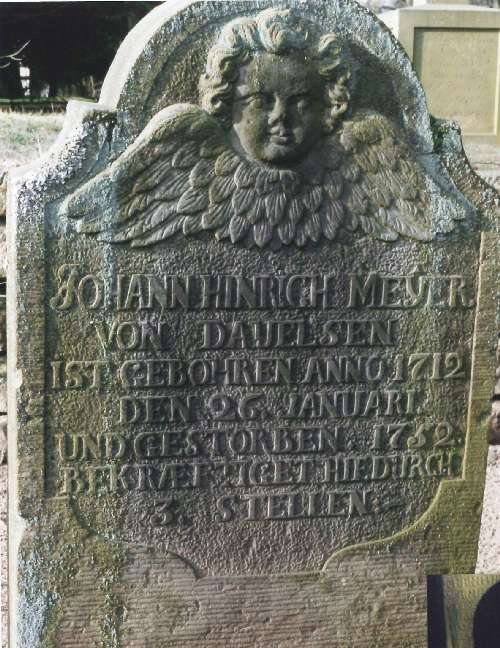 JOHANN HINRICH MEYER
VON DAUELSEN
IST GEBOHREN ANNO 1712
DEN 26. JANUARI.
UND GESTORBEN. 1752.
BEKRÆFTIGET HIEDURCH
3. STELLEN.